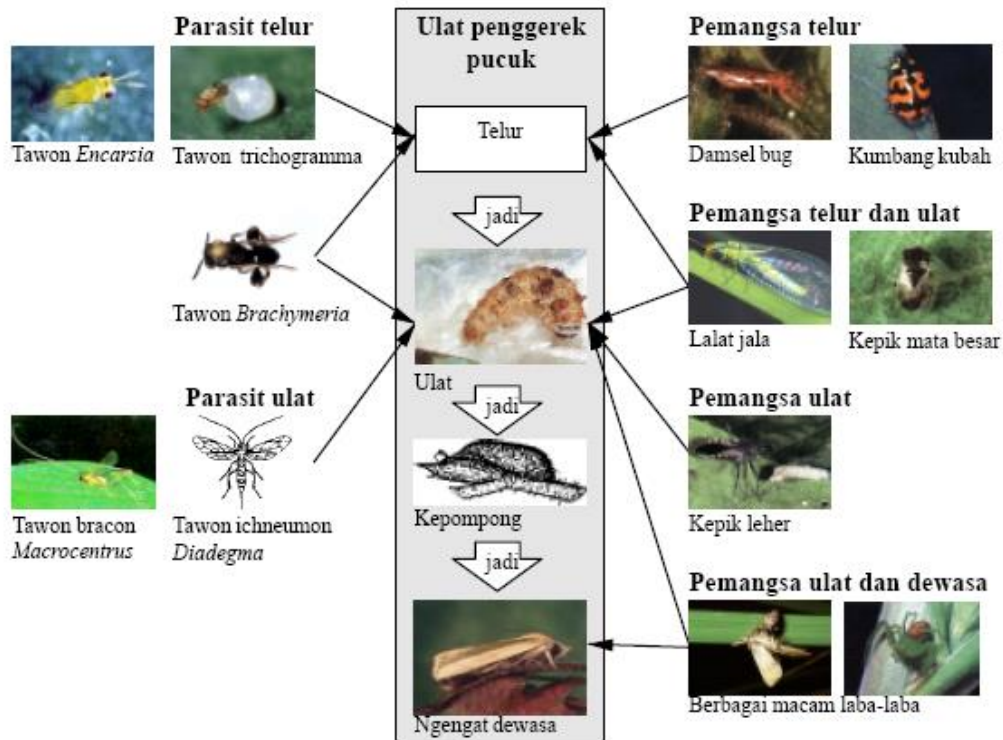 Parasit telur
Tawon Encarsia
Tawon trichogramma
Tawon Brachymeria
Parasit ulat
Tawon bracon
Macrocentrus
Tawon ichneumon
Diadegma
Ulat penggerek
pucuk
Telur
jadi
Ulat
jadi
Kepompong
jadi
Ngengat dewasa
Pemangsa telur
Damsel bug
Kumbang kubah
Pemangsa telur dan ulat
Lalat jala
Kepik mata besar
Pemangsa ulat
Kepik leher
Pemangsa ulat dan dewasa
Berbagai macam laba-laba